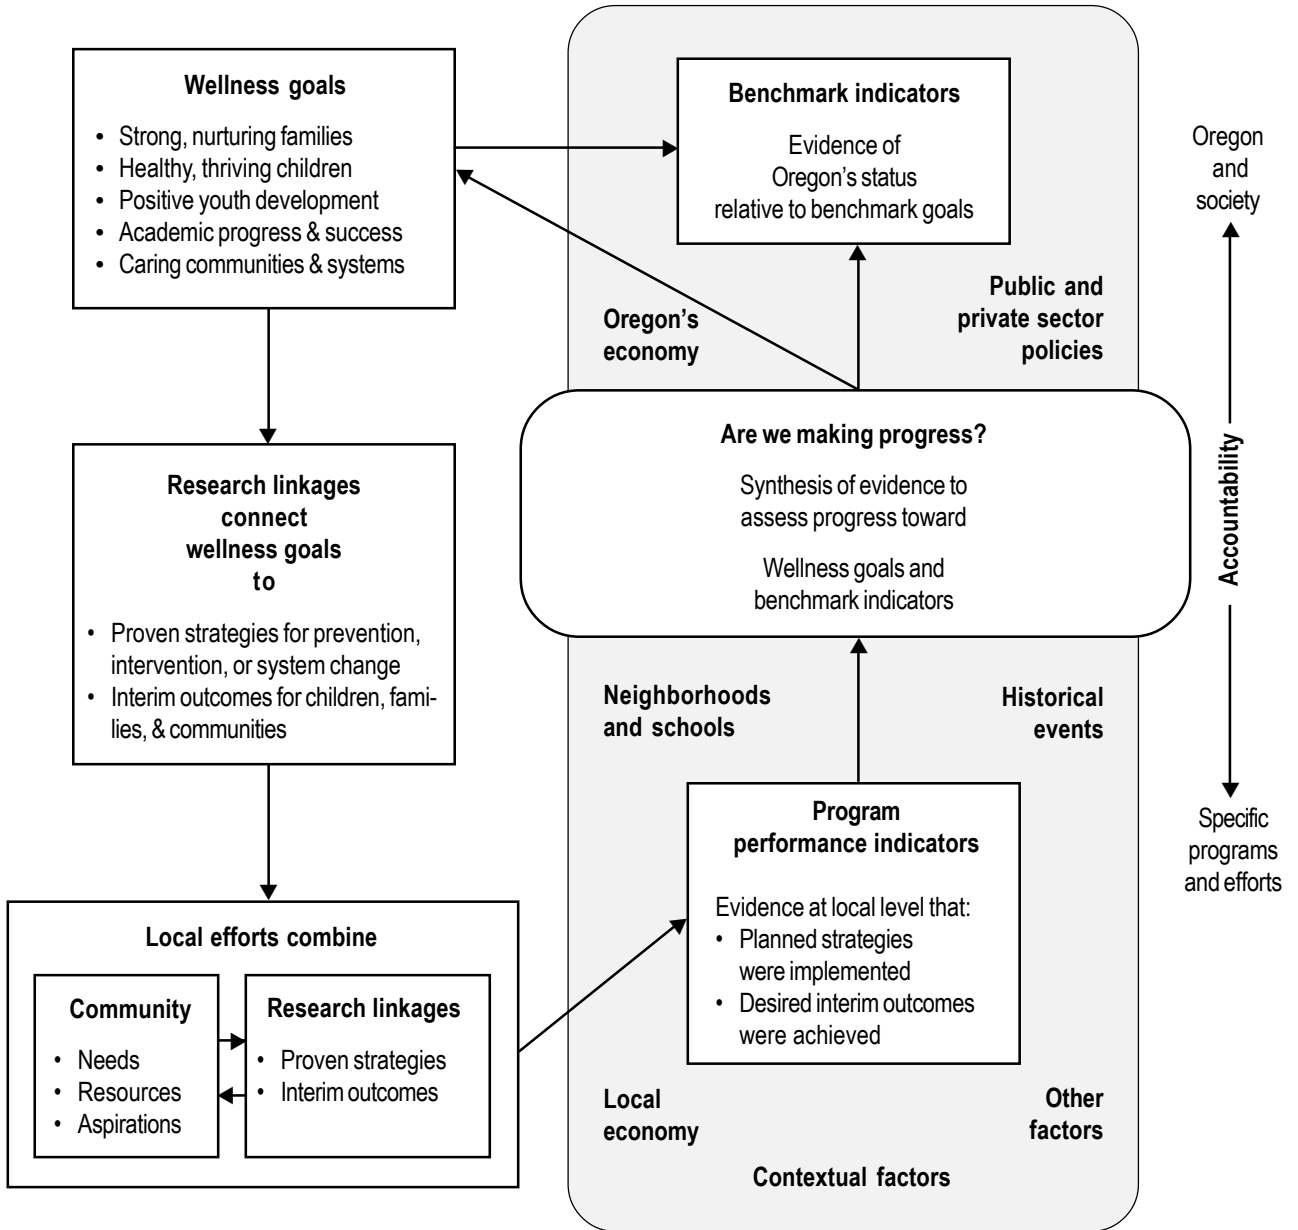 Wellness goals
• Strong, nurturing families
• Healthy, thriving children
• Positive youth development
• Academic progress & success
• Caring communities & systems
Benchmark indicators
Evidence of
Oregon’s status
relative to benchmark goals
Oregon
and
society
Oregon’s
economy
Public and
private sector
policies
Research linkages
connect
wellness goals
to
• Proven strategies for prevention,
intervention, or system change
• Interim outcomes for children, fami-
lies, & communities
Are we making progress?
Synthesis of evidence to
assess progress toward
Wellness goals and
benchmark indicators
Accountability
Neighborhoods
and schools
Historical
events
Specific
programs
and efforts
Local efforts combine
Community
• Needs
• Resources
• Aspirations
Research linkages
• Proven strategies
• Interim outcomes
Program
performance indicators
Evidence at local level that:
• Planned strategies
were implemented
• Desired interim outcomes
were achieved
Local
economy
Other
factors
Contextual factors